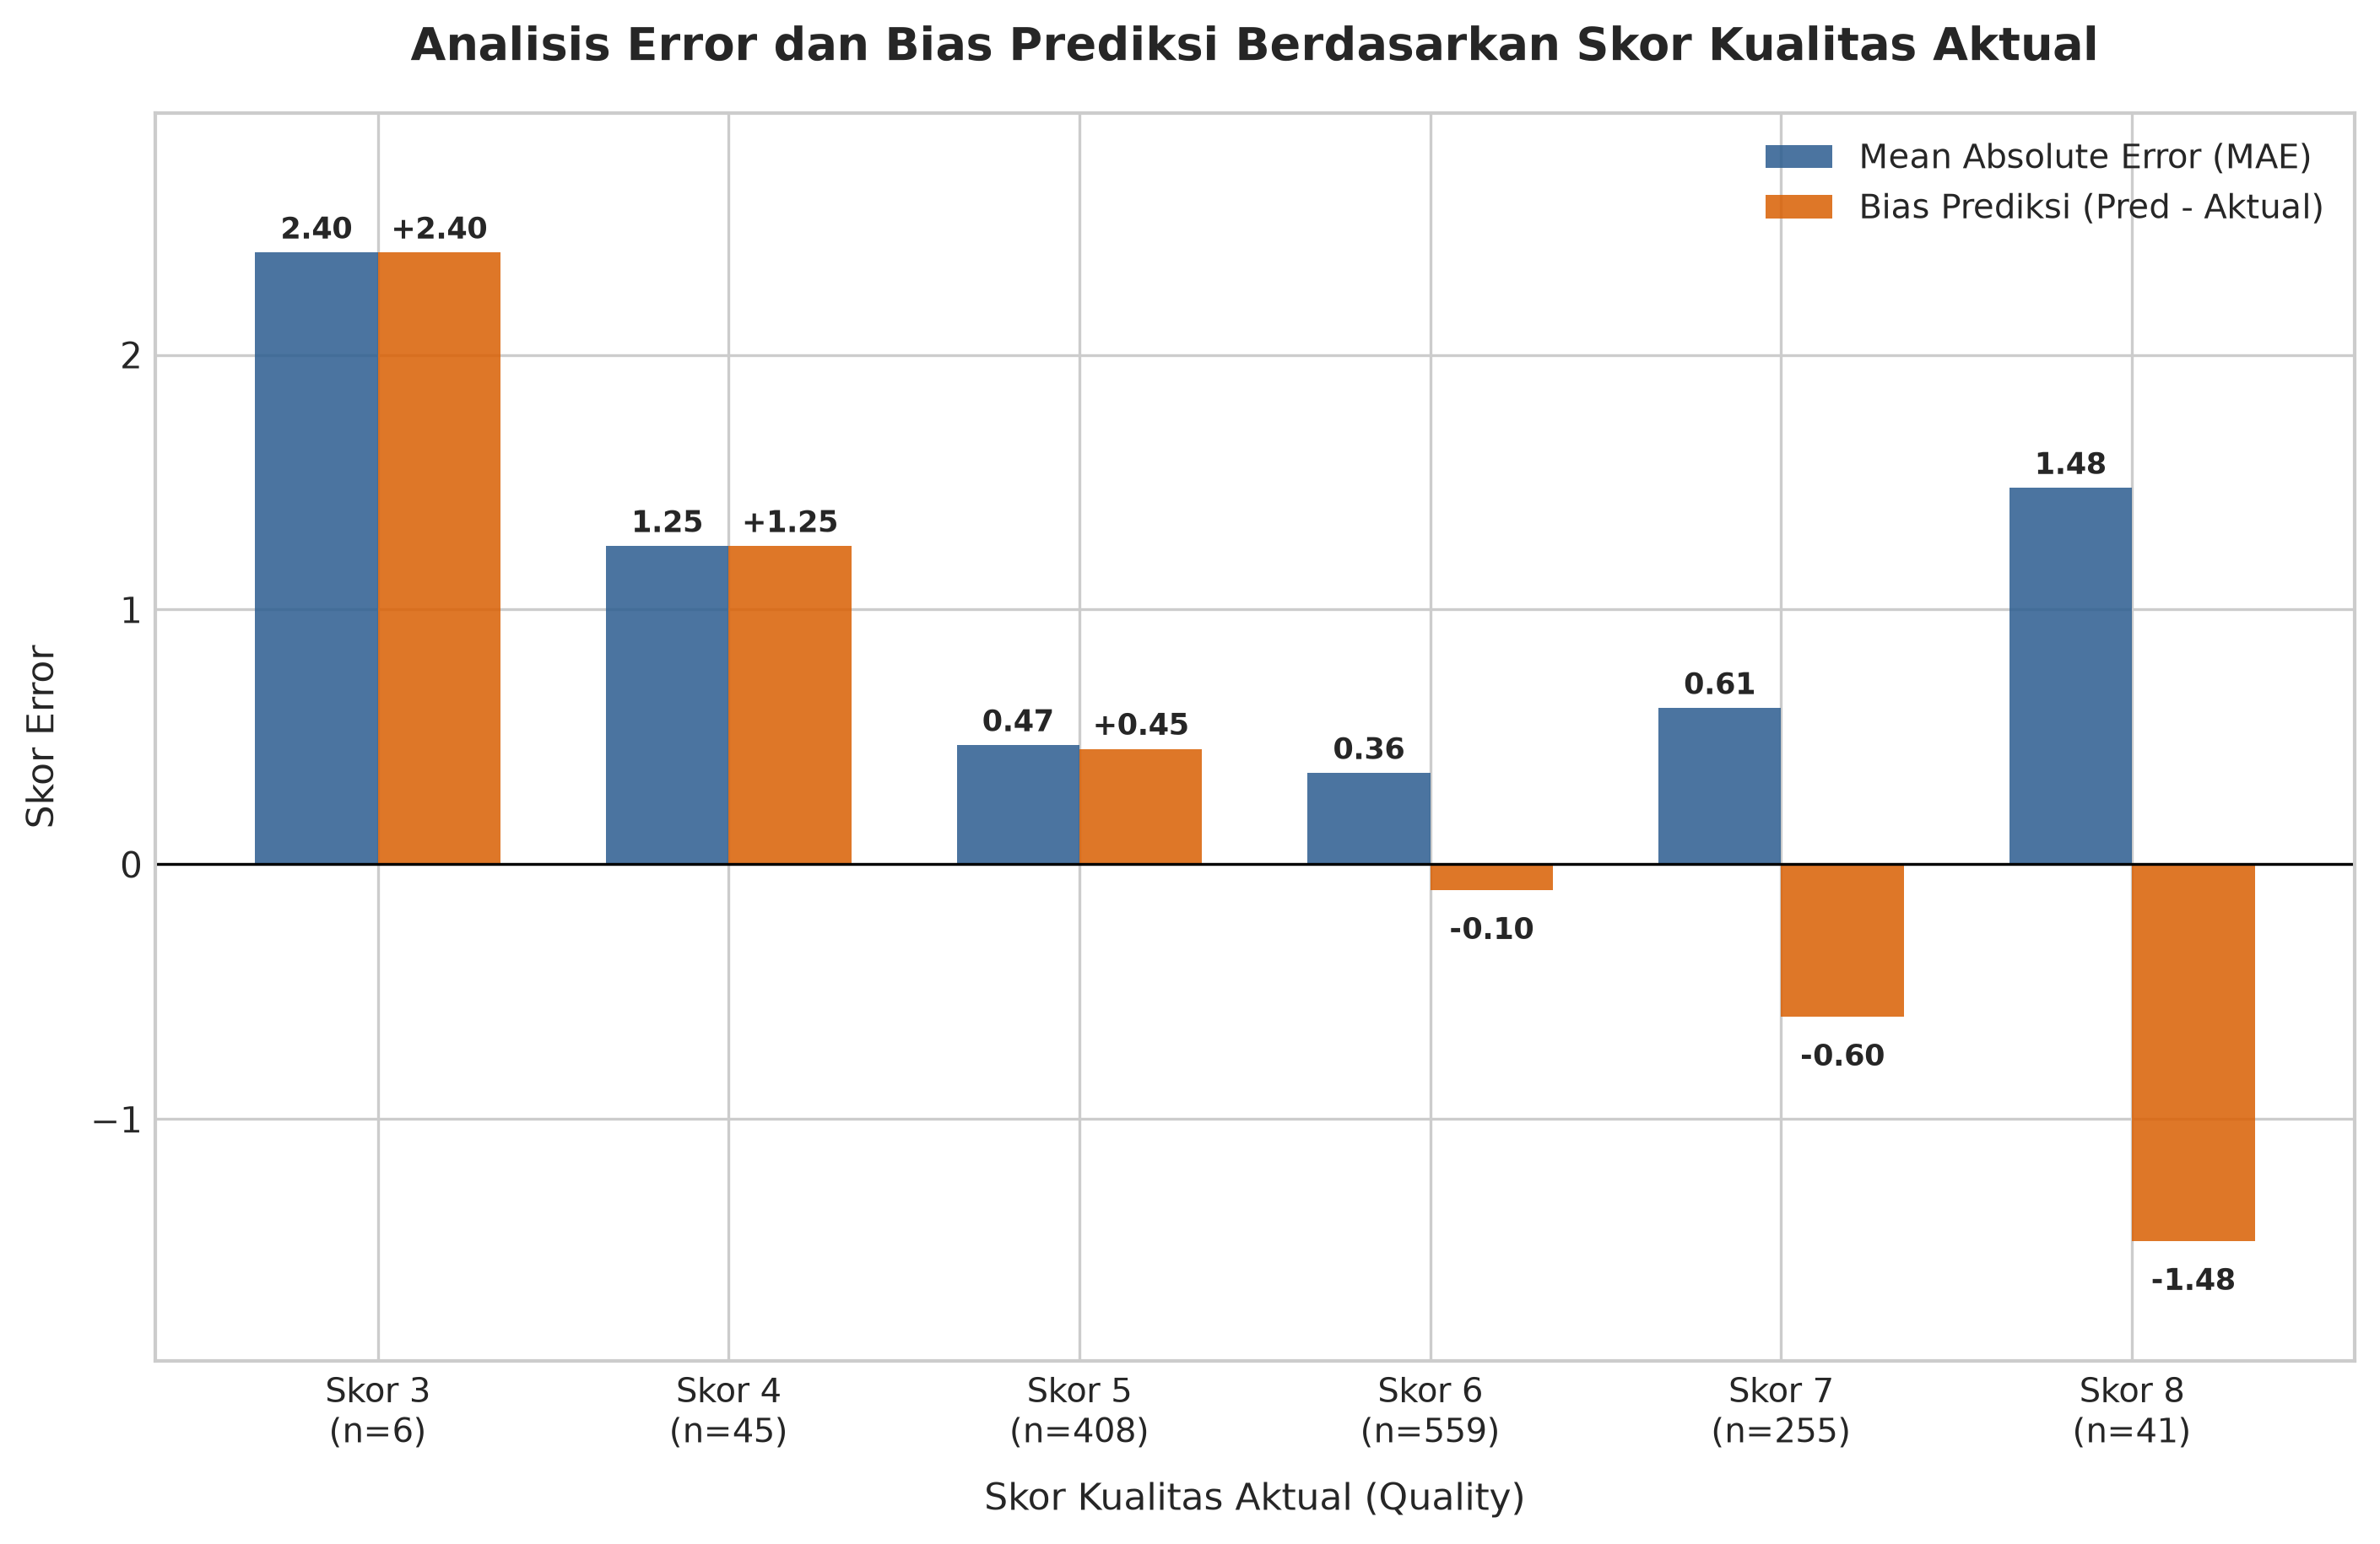 Analisis Error dan Bias Prediksi Berdasarkan Skor Kualitas Aktual
Mean Absolute Error (MAE)
Bias Prediksi (Pred - Aktual)
2.40
+2.40
1.25
+1.25
0.47
+0.45
0.36
-0.10
0.61
-0.60
1.48
-1.48
Skor Error
2
1
0
−1
Skor 3
(n=6)
Skor 4
(n=45)
Skor 5
(n=408)
Skor 6
(n=559)
Skor 7
(n=255)
Skor 8
(n=41)
Skor Kualitas Aktual (Quality)